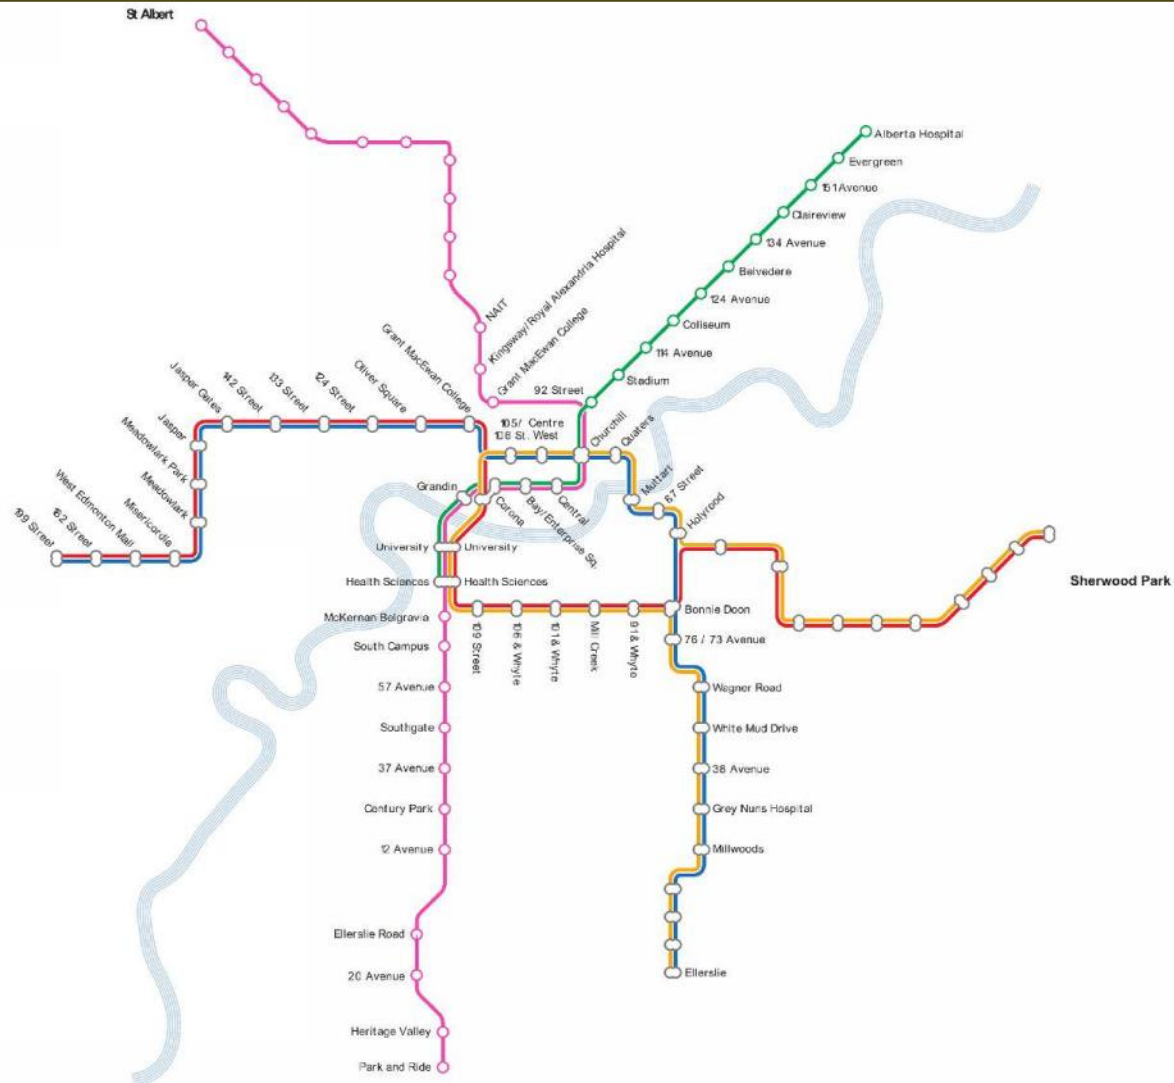 St Albert
Alberta Hospital
Evergreen
151 Avenue
Claireview
134 Avenue
Belvedere
124 Avenue
Coliseum
114 Avenue
Stadium
92 Street
NAIT
Kingsway/Royal Alexandria Hospital
Grant MacEwan College
Grant MacEwan College
Oliver Square
124 Street
133 Street
142 Street
Jasper Gates
Jasper
Meadowlark Park
Meadowlark
Misericordia
West Edmonton Mall
182 Street
199 Street
105/ Centre
108 St. West
Churchill
Quaters
Muttart
67 Street
Holyrood
Grandin
Corona
Bay/Enterprise Sq.
Central
University
University
Health Sciences
Health Sciences
McKernan Belgravia
South Campus
57 Avenue
Southgate
37 Avenue
Century Park
12 Avenue
Ellerslie Road
20 Avenue
Heritage Valley
Park and Ride
109 Street
106 & Whyte
101 & Whyte
Mill Creek
91 & Whyte
Bonnie Doon
76 / 73 Avenue
Wagner Road
White Mud Drive
38 Avenue
Grey Nuns Hospital
Millwoods
Ellerslie
Sherwood Park